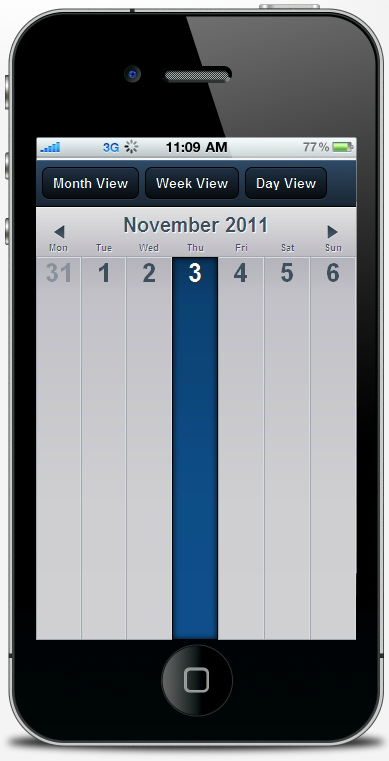 3G 11:09 AM 77%
Month View Week View Day View
November 2011
Mon Tue Wed Thu Fri Sat Sun
31 1 2 3 4 5 6